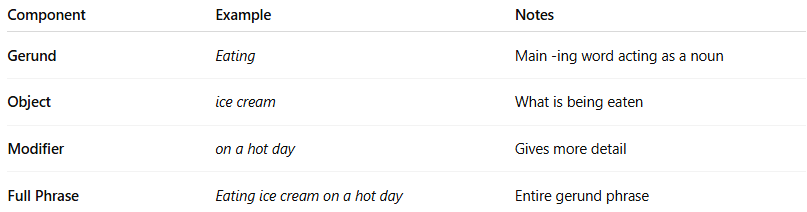 Component Example Notes
Gerund Eating Main -ing word acting as a noun
Object ice cream What is being eaten
Modifier on a hot day Gives more detail
Full Phrase Eating ice cream on a hot day Entire gerund phrase